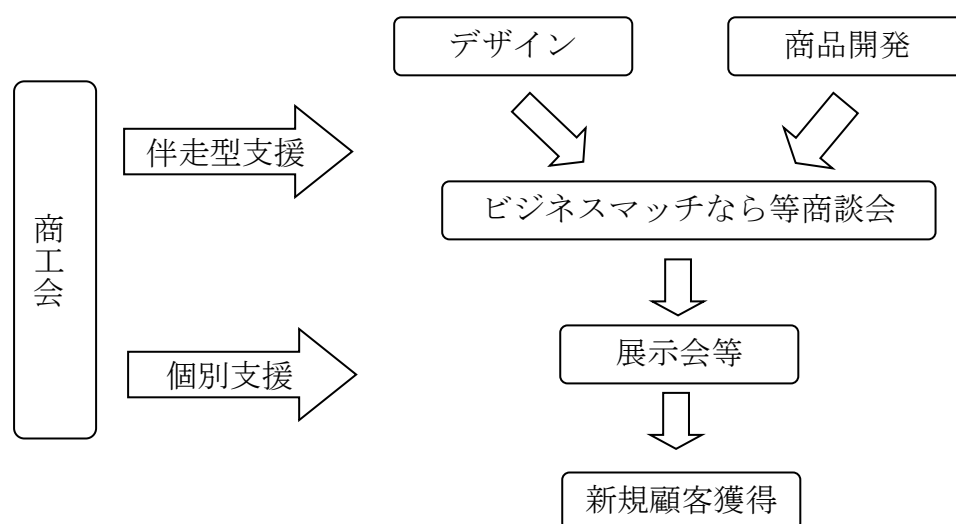 デザイン
商品開発
伴走型支援
ビジネスマッチなら等商談会
商工会
展示会等
個別支援
新規顧客獲得